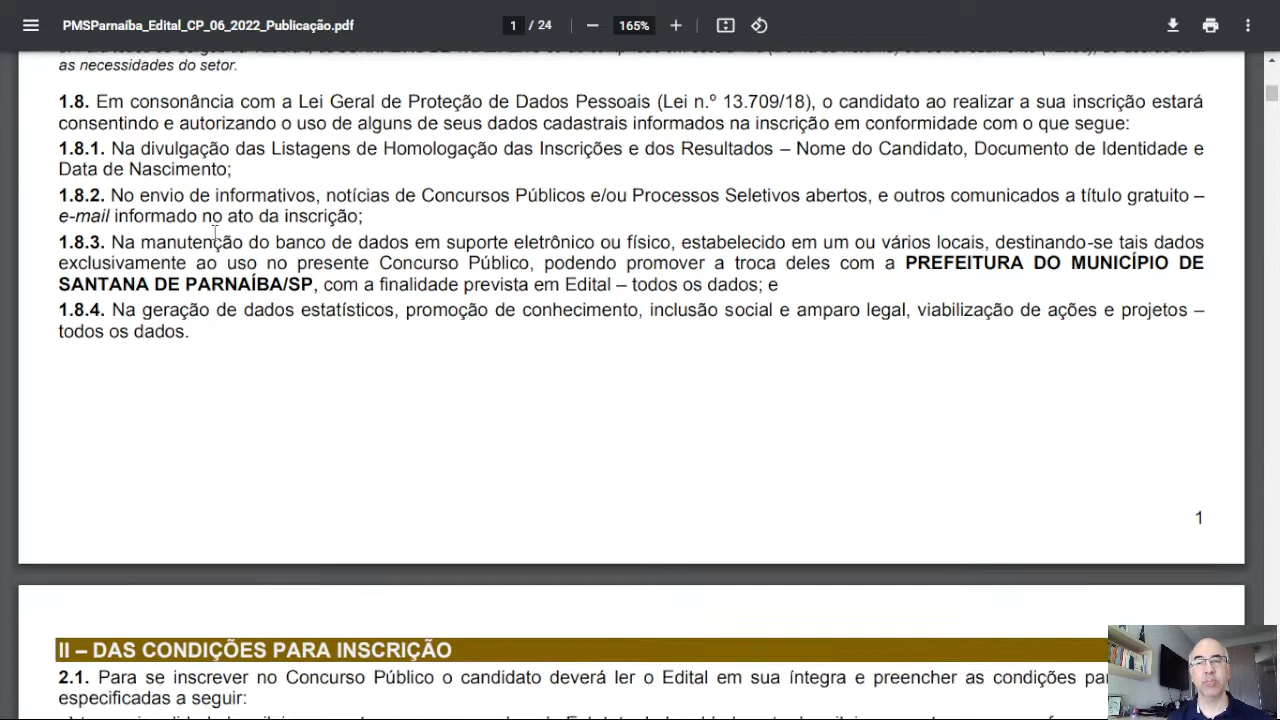 PMSParnaíba_Edital_CP_06_2022_Publicação.pdf
1 / 24
165%
as necessidades do setor.
1.8. Em consonância com a Lei Geral de Proteção de Dados Pessoais (Lei n.º 13.709/18), o candidato ao realizar a sua inscrição estará
consentindo e autorizando o uso de alguns de seus dados cadastrais informados na inscrição em conformidade com o que segue:
1.8.1. Na divulgação das Listagens de Homologação das Inscrições e dos Resultados – Nome do Candidato, Documento de Identidade e
Data de Nascimento;
1.8.2. No envio de informativos, notícias de Concursos Públicos e/ou Processos Seletivos abertos, e outros comunicados a título gratuito –
e-mail informado no ato da inscrição;
1.8.3. Na manutenção do banco de dados em suporte eletrônico ou físico, estabelecido em um ou vários locais, destinando-se tais dados
exclusivamente ao uso no presente Concurso Público, podendo promover a troca deles com a PREFEITURA DO MUNICÍPIO DE
SANTANA DE PARNAÍBA/SP, com a finalidade prevista em Edital – todos os dados; e
1.8.4. Na geração de dados estatísticos, promoção de conhecimento, inclusão social e amparo legal, viabilização de ações e projetos –
todos os dados.
1
II – DAS CONDIÇÕES PARA INSCRIÇÃO
2.1. Para se inscrever no Concurso Público o candidato deverá ler o Edital em sua íntegra e preencher as condições
especificadas a seguir: